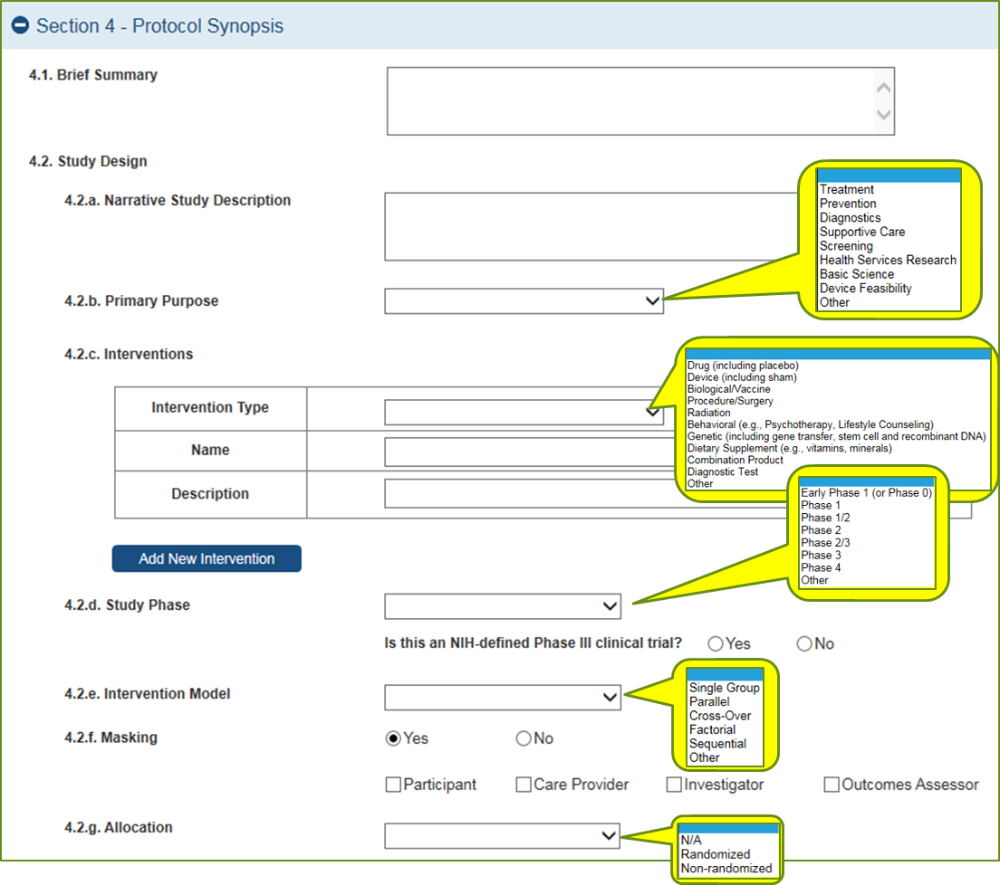 Section 4 - Protocol Synopsis
4.1. Brief Summary
4.2. Study Design
4.2.a. Narrative Study Description
4.2.b. Primary Purpose
Treatment
Prevention
Diagnostics
Supportive Care
Screening
Health Services Research
Basic Science
Device Feasibility
Other
4.2.c. Interventions
Intervention Type
Drug (including placebo)
Device (including sham)
Biological/Vaccine
Procedure/Surgery
Radiation
Behavioral (e.g., Psychotherapy, Lifestyle Counseling)
Genetic (including gene transfer, stem cell and recombinant DNA)
Dietary Supplement (e.g., vitamins, minerals)
Combination Product
Diagnostic Test
Other
Name
Description
Add New Intervention
4.2.d. Study Phase
Early Phase 1 (or Phase 0)
Phase 1
Phase 1/2
Phase 2
Phase 2/3
Phase 3
Phase 4
Other
Is this an NIH-defined Phase III clinical trial? Yes No
4.2.e. Intervention Model
Single Group
Parallel
Cross-Over
Factorial
Sequential
Other
4.2.f. Masking Yes No
Participant Care Provider Investigator Outcomes Assessor
4.2.g. Allocation
N/A
Randomized
Non-randomized